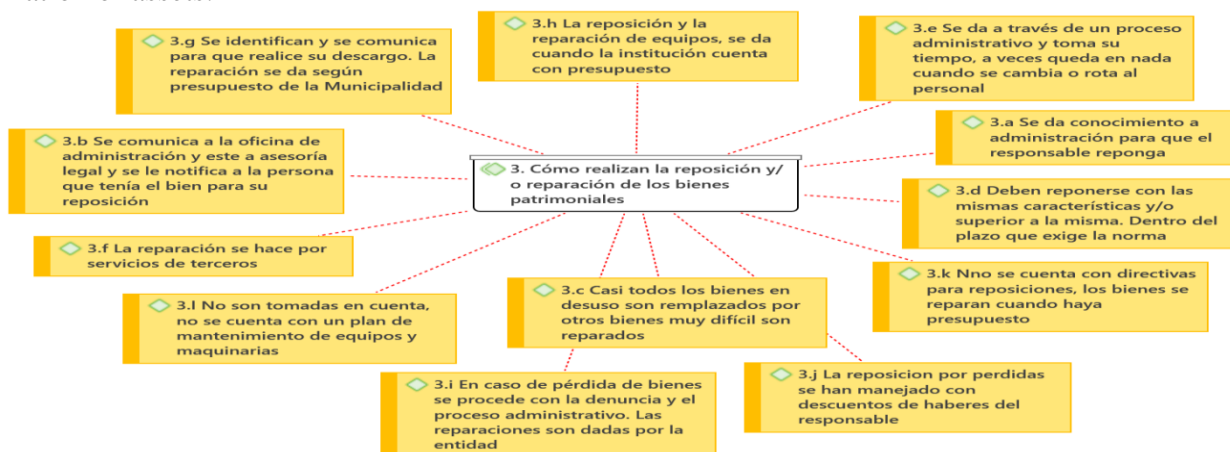 3.g Se identifican y se comunica
para que realice su descargo. La
reparación se da según
presupuesto de la Municipalidad
3.h La reposición y la
reparación de equipos, se da
cuando la institución cuenta
con presupuesto
3.e Se da a través de un proceso
administrativo y toma su
tiempo, a veces queda en nada
cuando se cambia o rota al
personal
3.b Se comunica a la oficina de
administración y este a asesoría
legal y se le notifica a la persona
que tenía el bien para su
reposición
3. Cómo realizan la reposición y/
o reparación de los bienes
patrimoniales
3.a Se da conocimiento a
administración para que el
responsable reponga
3.d Deben reponerse con las
mismas características y/o
superior a la misma. Dentro del
plazo que exige la norma
3.f La reparación se hace por
servicios de terceros
3.k Nno se cuenta con directivas
para reposiciones, los bienes se
reparan cuando haya
presupuesto
3.l No son tomadas en cuenta,
no se cuenta con un plan de
mantenimiento de equipos y
maquinarias
3.c Casi todos los bienes en
desuso son remplazados por
otros bienes muy difícil son
reparados
3.i En caso de pérdida de bienes
se procede con la denuncia y el
proceso administrativo. Las
reparaciones son dadas por la
entidad
3.j La reposicion por perdidas
se han manejado con
descuentos de haberes del
responsable